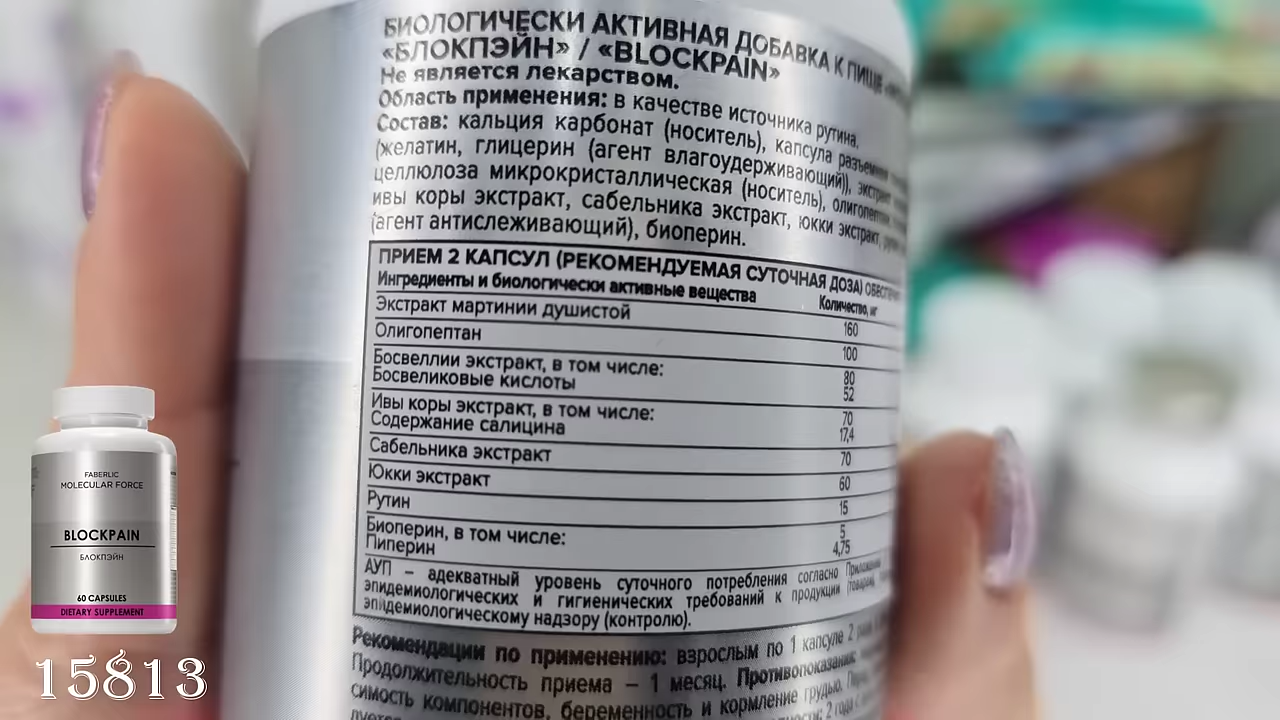 БИОЛОГИЧЕСКИ АКТИВНАЯ ДОБАВКА К ПИЩЕ
«БЛОКПЭЙН» / «BLOCKPAIN»
Не является лекарством.
Область применения: в качестве источника рутина.
Состав: кальция карбонат (носитель), капсула
(желатин, глицерин (агент влагоудерживающий)), экстракт
целлюлоза микрокристаллическая (носитель), олигопептан,
ивы коры экстракт, сабельника экстракт, юкки экстракт,
(агент антислеживающий), биоперин.
ПРИЕМ 2 КАПСУЛ (РЕКОМЕНДУЕМАЯ СУТОЧНАЯ ДОЗА)
Ингредиенты и биологически активные вещества Количество, мг
Экстракт мартинии душистой 160
Олигопептан 100
Босвеллии экстракт, в том числе: 80
Босвеликовые кислоты 52
Ивы коры экстракт, в том числе: 70
Содержание салицина 17,4
Сабельника экстракт 70
Юкки экстракт 60
Рутин 15
Биоперин, в том числе: 5
Пиперин 4,75
АУП – адекватный уровень суточного потребления согласно
эпидемиологических и гигиенических требований к продукции
эпидемиологическому надзору (контролю).
Рекомендации по применению: взрослым по 1 капсуле 2
Продолжительность приема – 1 месяц. Противопоказания:
симость компонентов, беременность и кормление грудью.
FABERLIC
MOLECULAR FORCE
BLOCKPAIN
БЛОКПЭЙН
60 CAPSULES
DIETARY SUPPLEMENT
15813